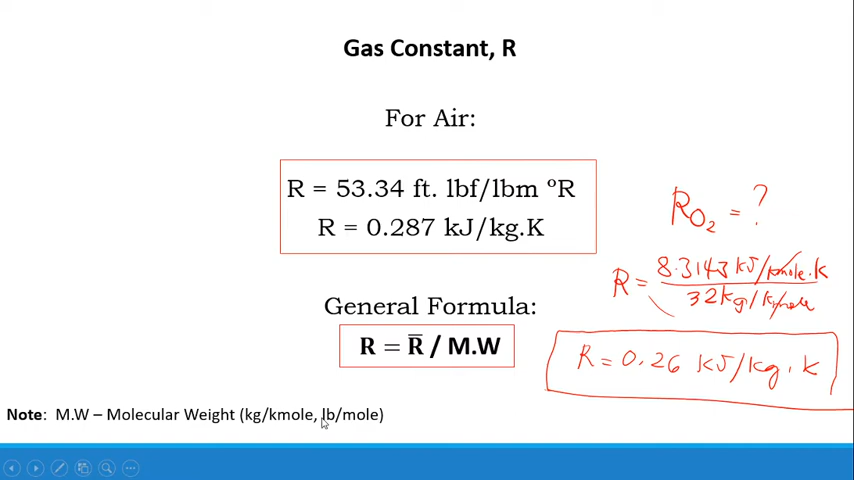 Gas Constant, R
For Air:
R = 53.34 ft. lbf/lbm °R
R = 0.287 kJ/kg.K
General Formula:
R = R̅ / M.W
Note: M.W – Molecular Weight (kg/kmole, lb/mole)
R O₂ = ?
R = 8.3143 kJ/kmole.K
32 kg/kmole
R = 0.26 kJ/kg.K